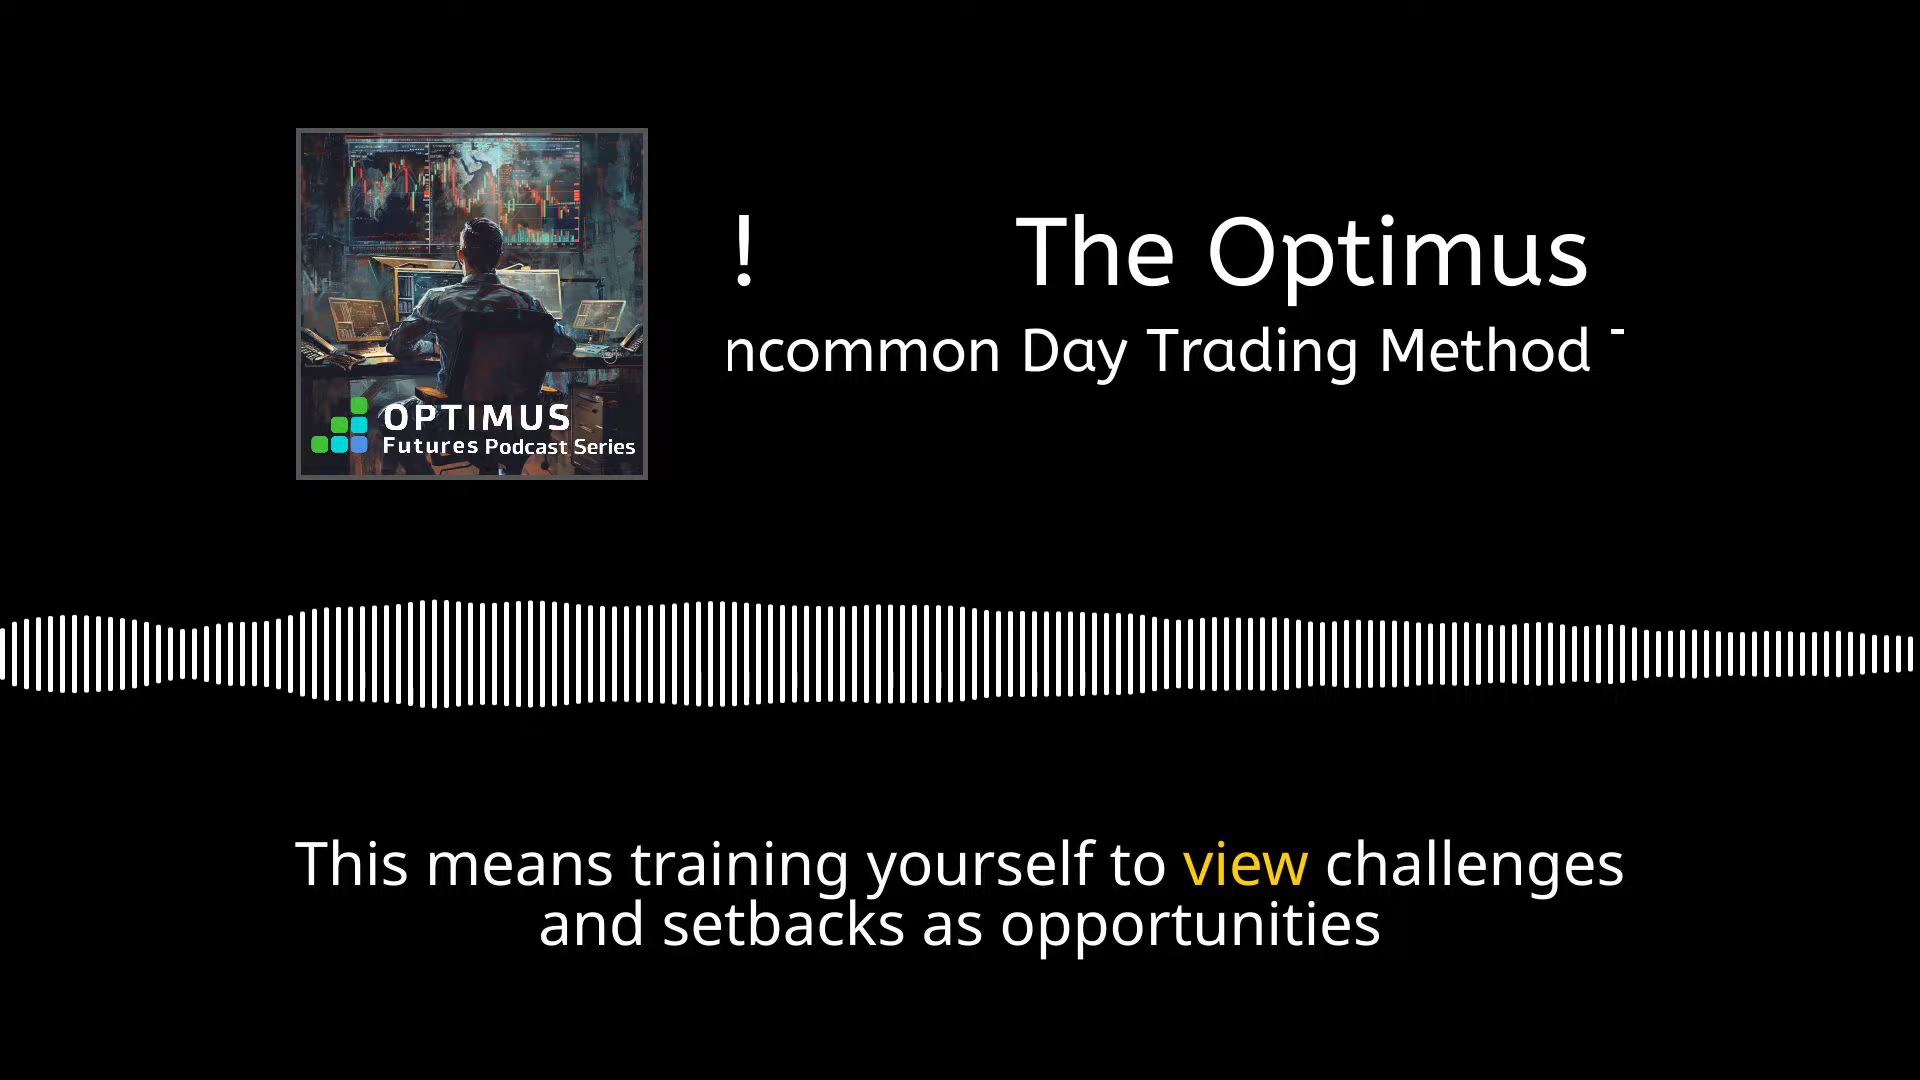 OPTIMUS
Futures Podcast Series
! The Optimus
ncommon Day Trading Method
This means training yourself to view challenges
and setbacks as opportunities